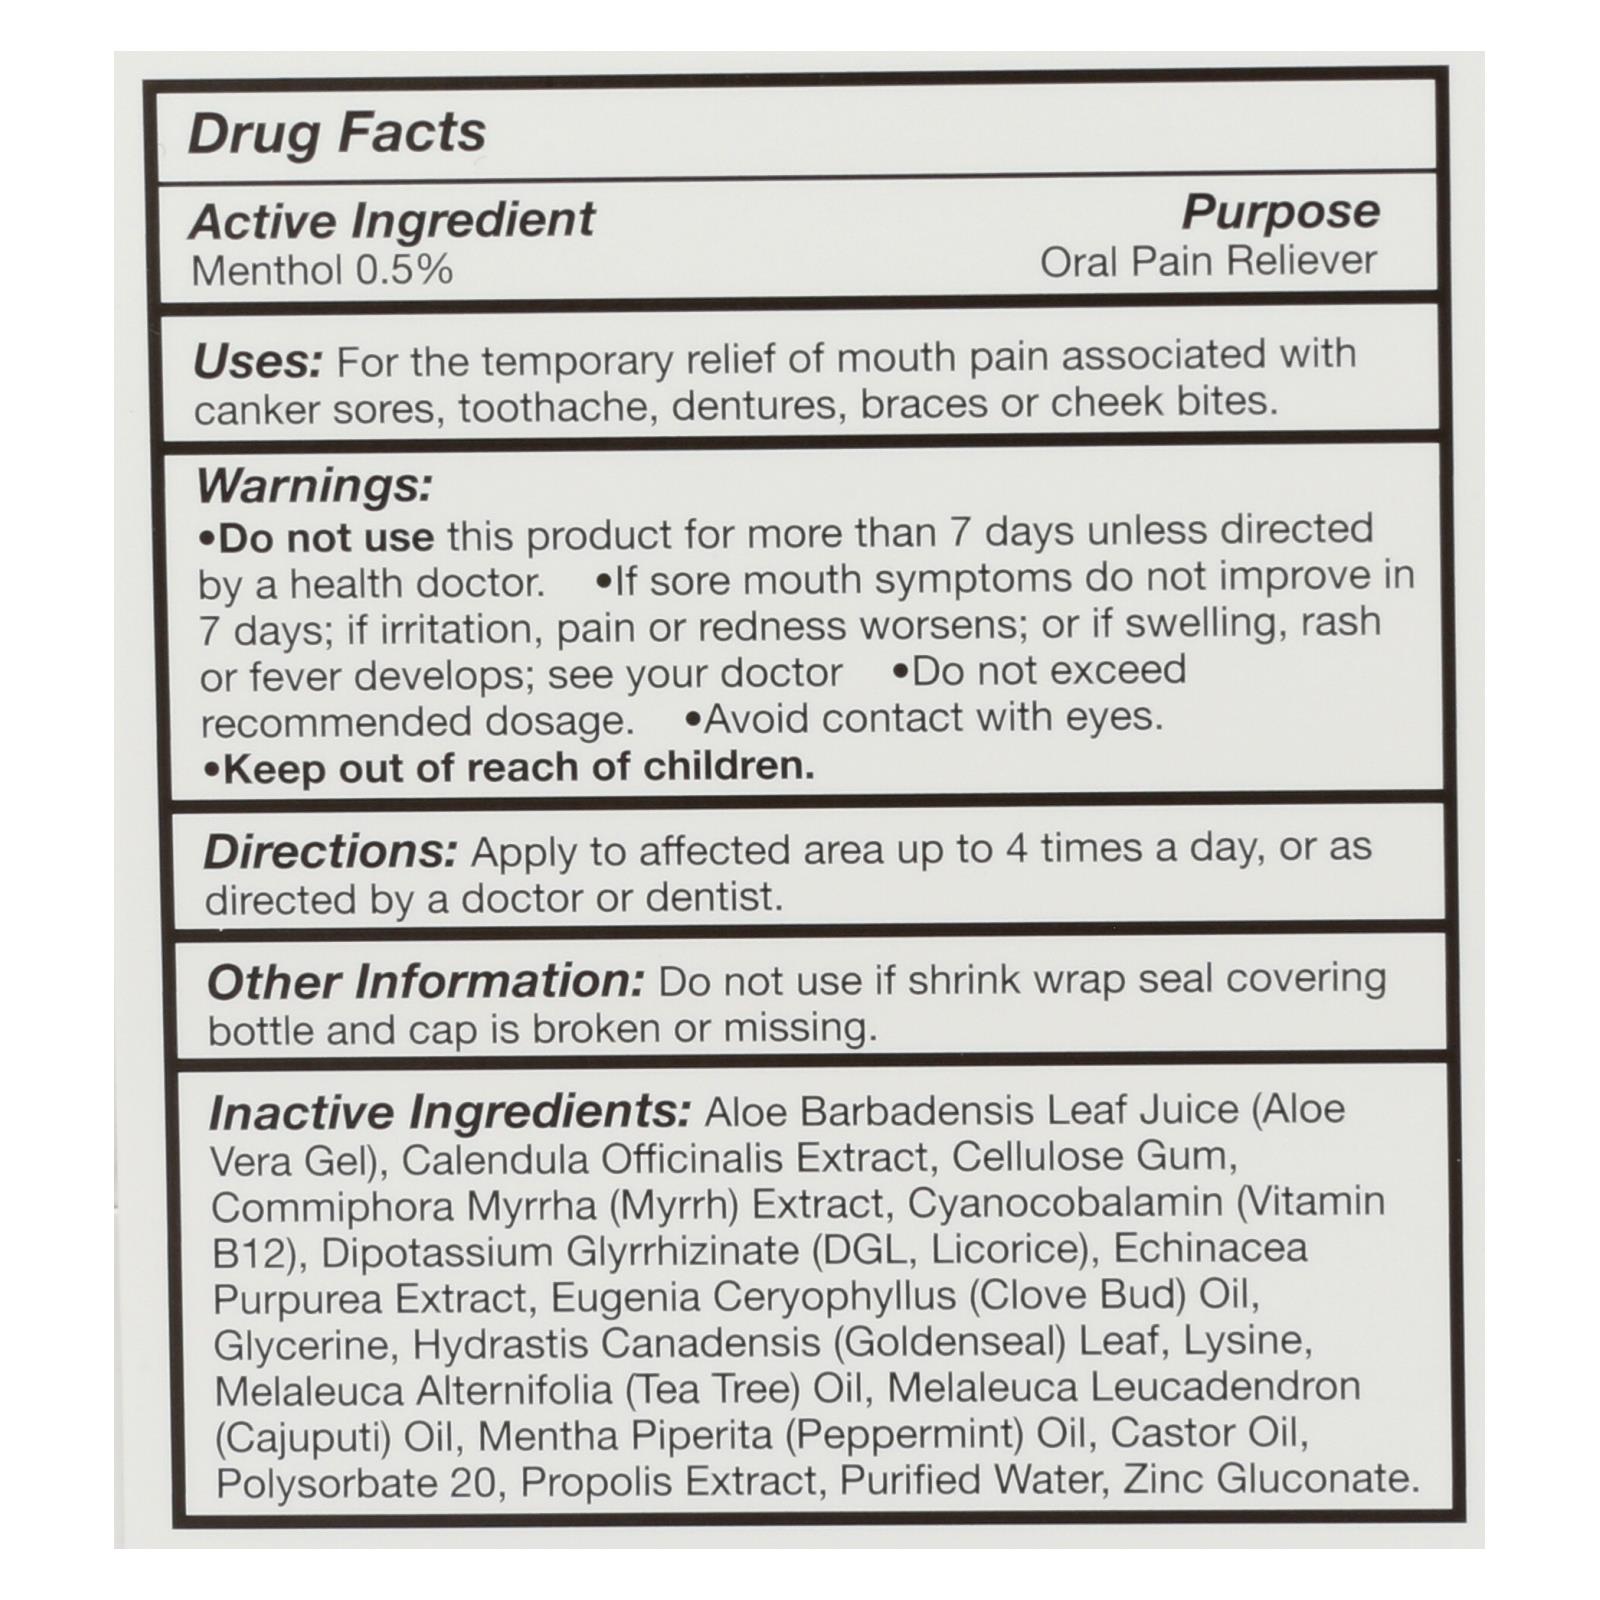 Drug Facts
Active Ingredient Purpose
Menthol 0.5% Oral Pain Reliever
Uses: For the temporary relief of mouth pain associated with
canker sores, toothache, dentures, braces or cheek bites.
Warnings:
•Do not use this product for more than 7 days unless directed
by a health doctor. •If sore mouth symptoms do not improve in
7 days; if irritation, pain or redness worsens; or if swelling, rash
or fever develops; see your doctor •Do not exceed
recommended dosage. •Avoid contact with eyes.
•Keep out of reach of children.
Directions: Apply to affected area up to 4 times a day, or as
directed by a doctor or dentist.
Other Information: Do not use if shrink wrap seal covering
bottle and cap is broken or missing.
Inactive Ingredients: Aloe Barbadensis Leaf Juice (Aloe
Vera Gel), Calendula Officinalis Extract, Cellulose Gum,
Commiphora Myrrha (Myrrh) Extract, Cyanocobalamin (Vitamin
B12), Dipotassium Glyrrhizinate (DGL, Licorice), Echinacea
Purpurea Extract, Eugenia Ceryophyllus (Clove Bud) Oil,
Glycerine, Hydrastis Canadensis (Goldenseal) Leaf, Lysine,
Melaleuca Alternifolia (Tea Tree) Oil, Melaleuca Leucadendron
(Cajuputi) Oil, Mentha Piperita (Peppermint) Oil, Castor Oil,
Polysorbate 20, Propolis Extract, Purified Water, Zinc Gluconate.